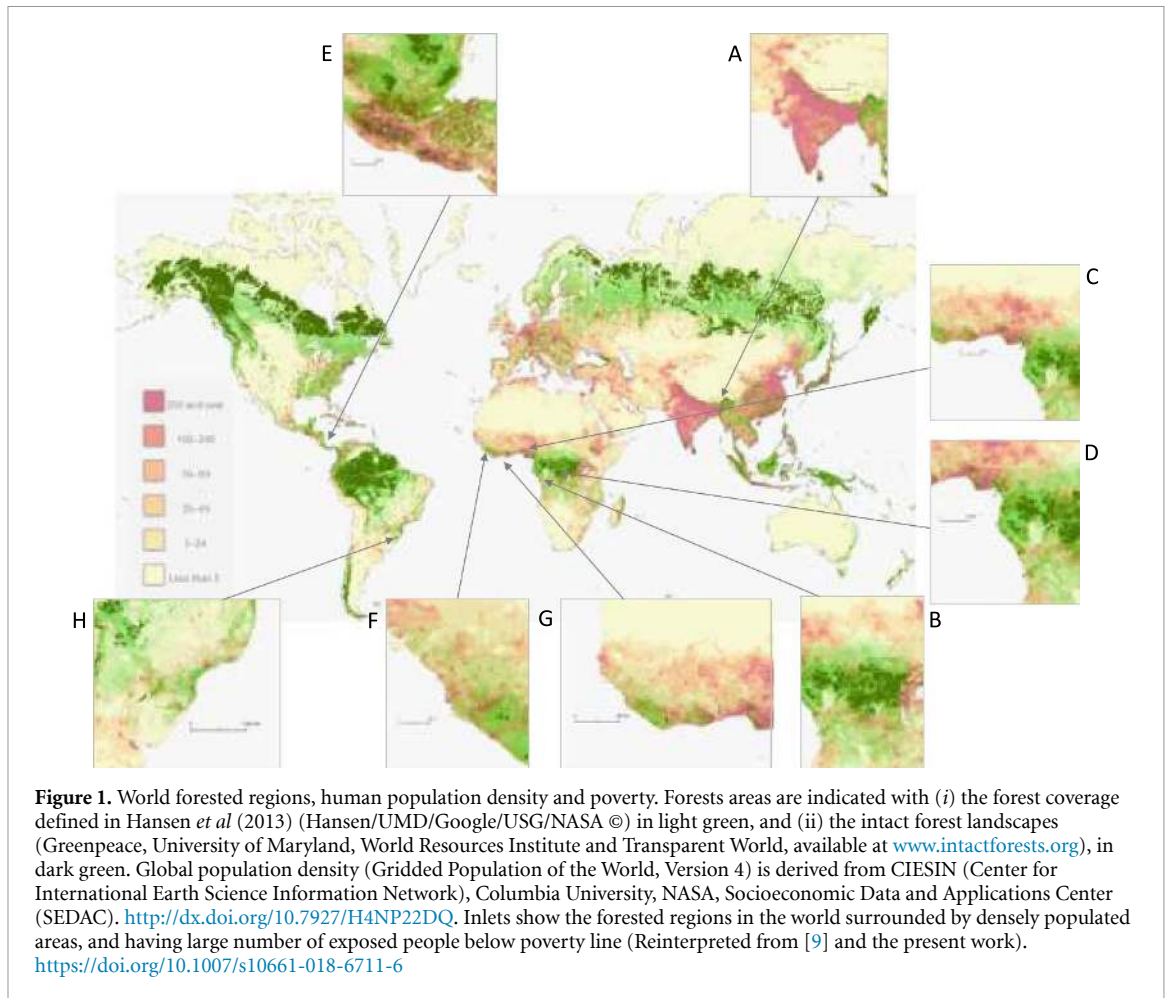 E
A
C
D
H
F
G
B
Less than 5
Figure 1. World forested regions, human population density and poverty. Forests areas are indicated with (i) the forest coverage
defined in Hansen et al (2013) (Hansen/UMD/Google/USG/NASA ©) in light green, and (ii) the intact forest landscapes
(Greenpeace, University of Maryland, World Resources Institute and Transparent World, available at www.intactforests.org), in
dark green. Global population density (Gridded Population of the World, Version 4) is derived from CIESIN (Center for
International Earth Science Information Network), Columbia University, NASA, Socioeconomic Data and Applications Center
(SEDAC). http://dx.doi.org/10.7927/H4NP22DQ. Inlets show the forested regions in the world surrounded by densely populated
areas, and having large number of exposed people below poverty line (Reinterpreted from [9] and the present work).
https://doi.org/10.1007/s10661-018-6711-6